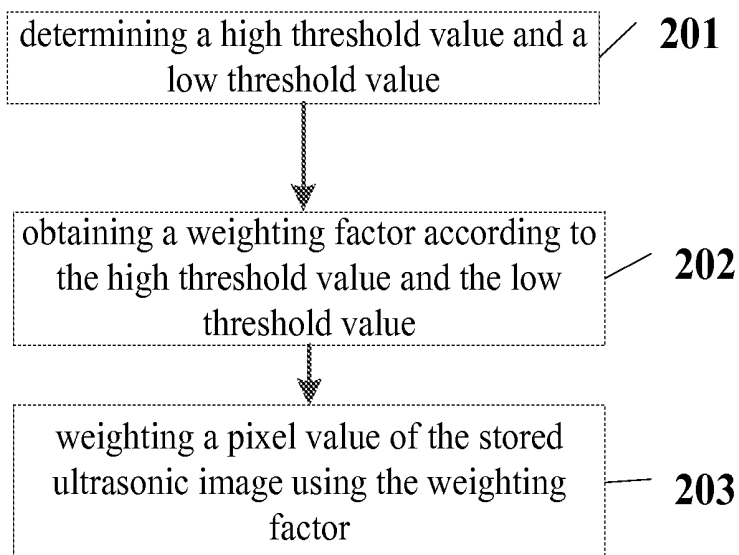 determining a high threshold value and a
low threshold value
201
obtaining a weighting factor according to
the high threshold value and the low
threshold value
202
weighting a pixel value of the stored
ultrasonic image using the weighting
factor
203